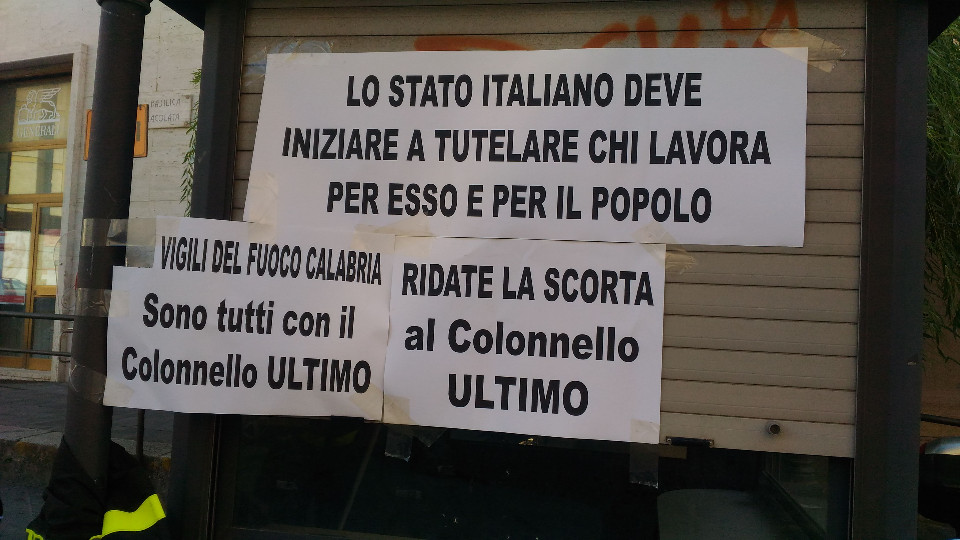 LO STATO ITALIANO DEVE
INIZIARE A TUTELARE CHI LAVORA
PER ESSO E PER IL POPOLO
VIGILI DEL FUOCO CALABRIA
Sono tutti con il
Colonnello ULTIMO
RIDATE LA SCORTA
al Colonnello
ULTIMO